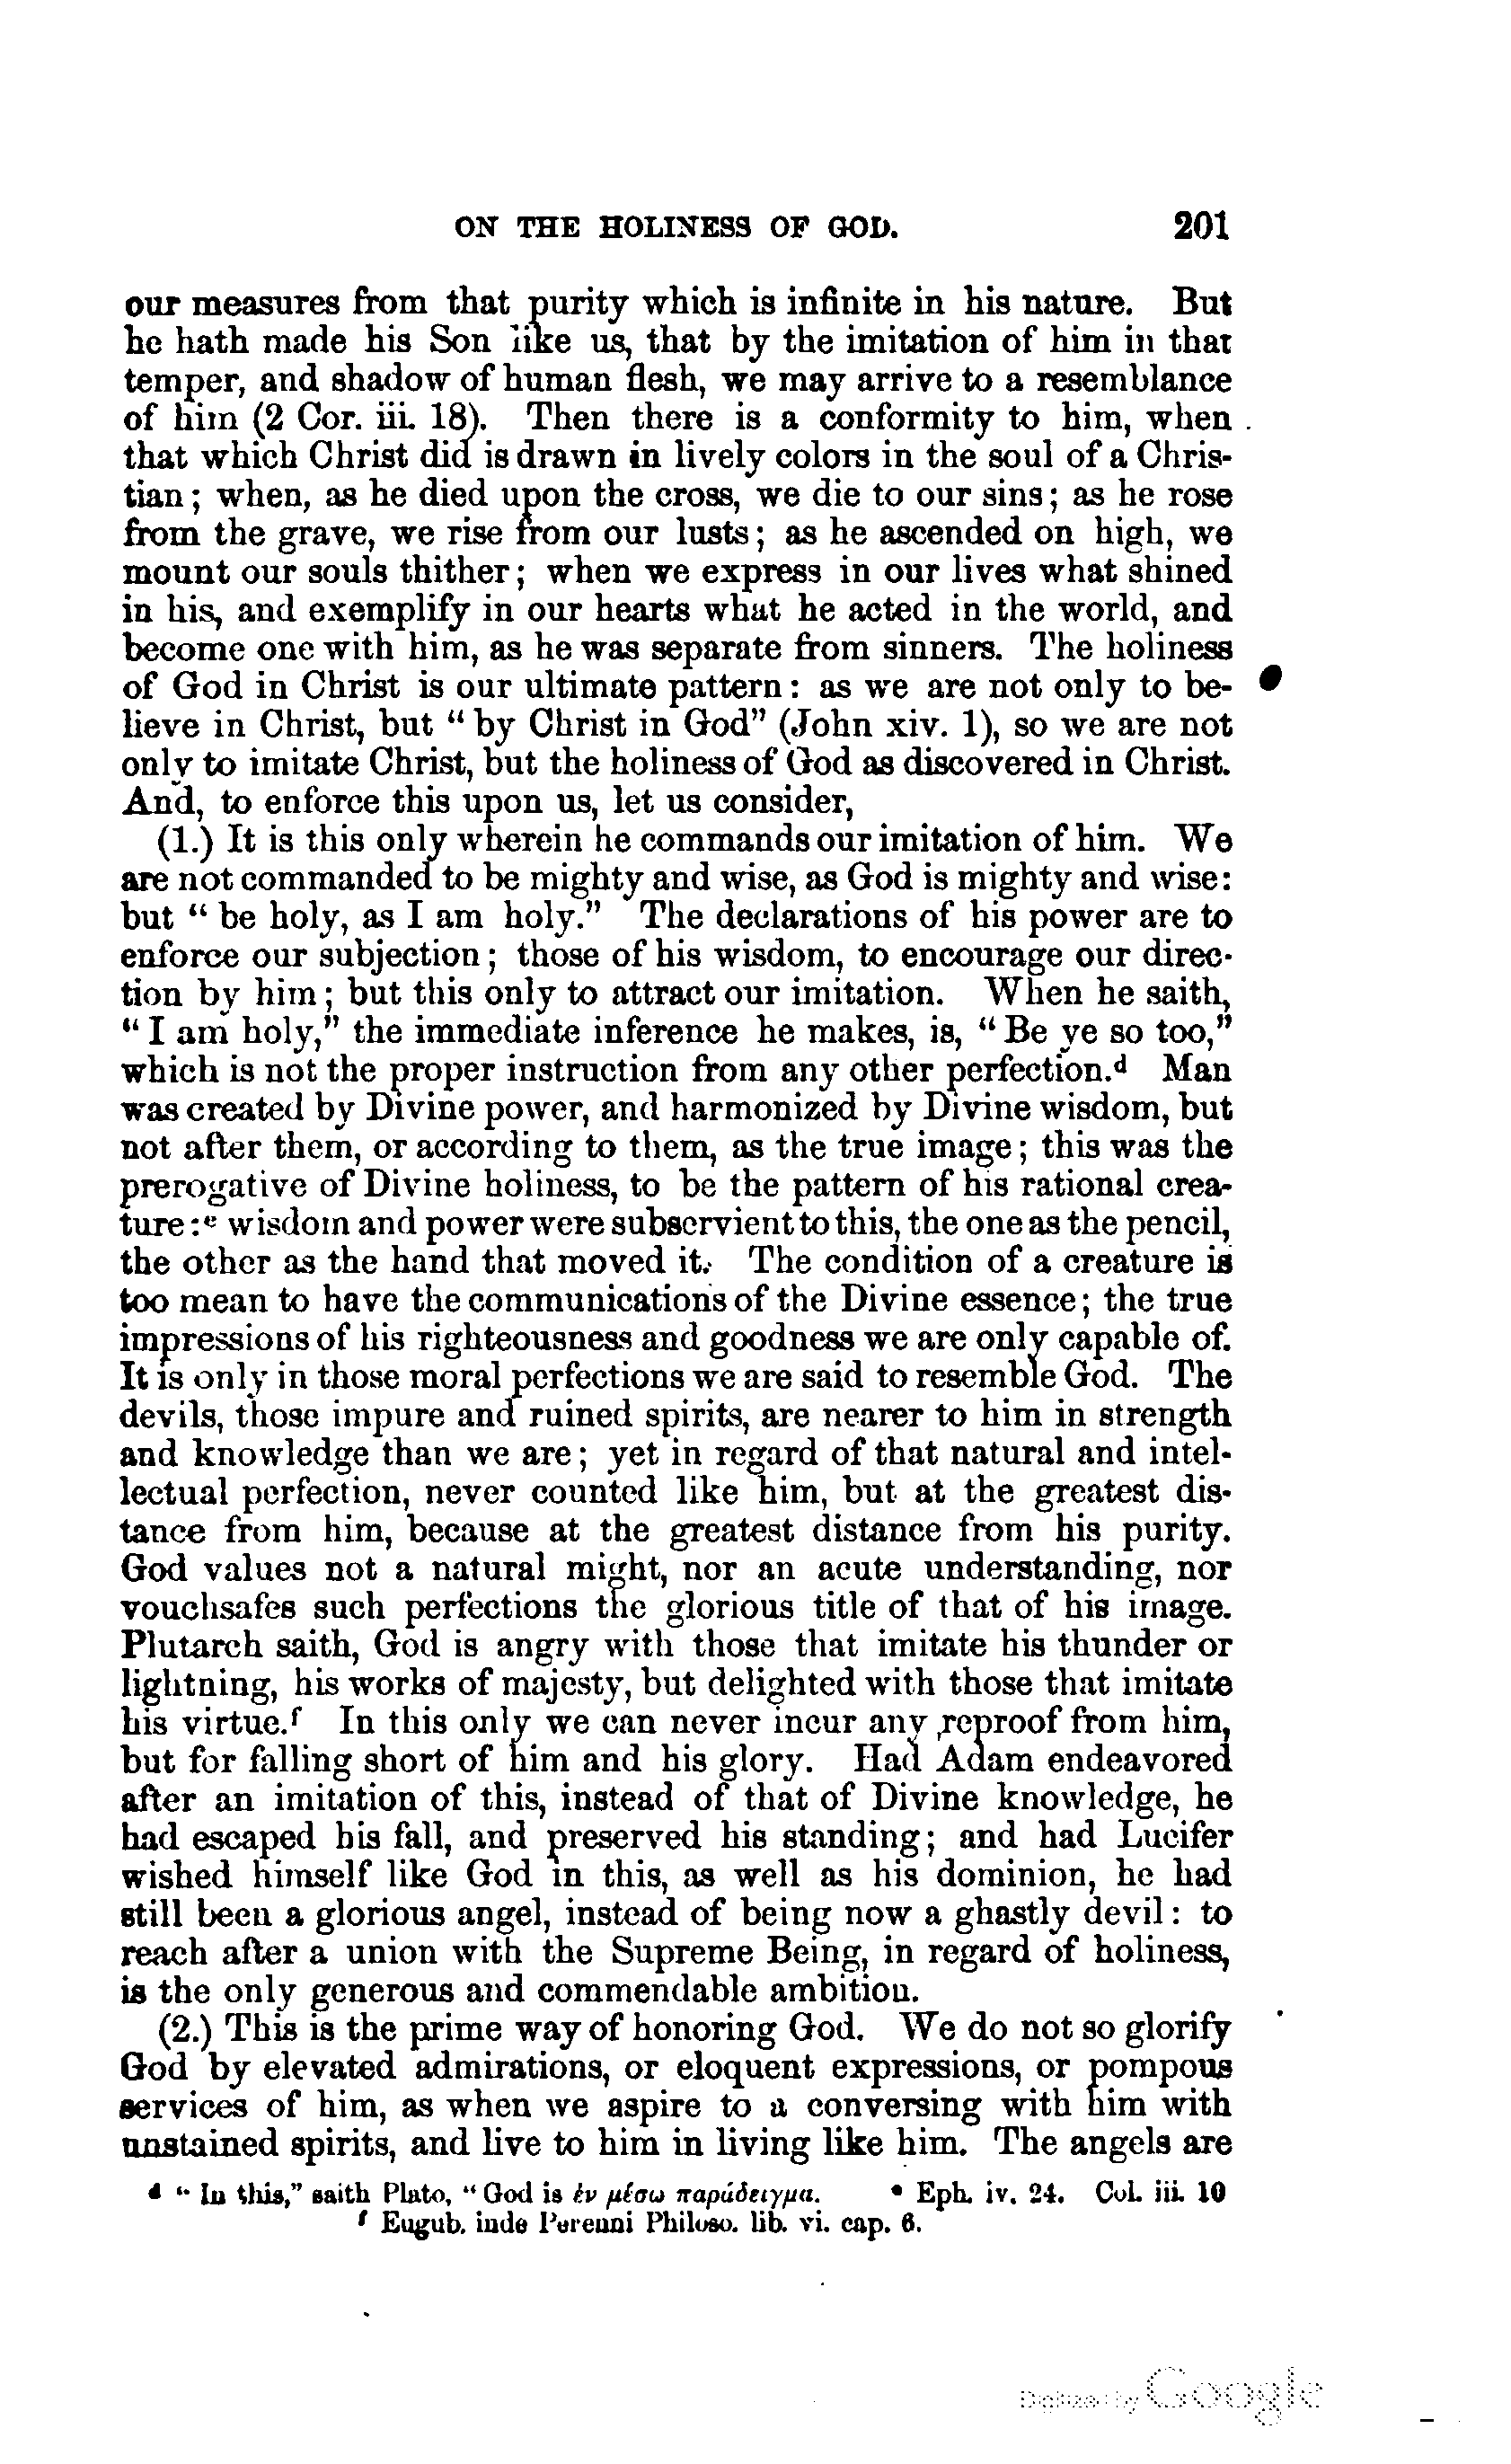 ON THE HOLINESS OF GOD. 201
our measures from that purity which is infinite in his nature. But
he hath made his Son like us, that by the imitation of him in that
temper, and shadow of human flesh, we may arrive to a resemblance
of him (2 Cor. iii. 18). Then there is a conformity to him, when
that which Christ did is drawn in lively colors in the soul of a Chris-
tian; when, as he died upon the cross, we die to our sins; as he rose
from the grave, we rise from our lusts; as he ascended on high, we
mount our souls thither; when we express in our lives what shined
in his, and exemplify in our hearts what he acted in the world, and
become one with him, as he was separate from sinners. The holiness
of God in Christ is our ultimate pattern: as we are not only to be-
lieve in Christ, but "by Christ in God" (John xiv. 1), so we are not
only to imitate Christ, but the holiness of God as discovered in Christ.
And, to enforce this upon us, let us consider,
(1.) It is this only wherein he commands our imitation of him. We
are not commanded to be mighty and wise, as God is mighty and wise:
but "be holy, as I am holy." The declarations of his power are to
enforce our subjection; those of his wisdom, to encourage our direc-
tion by him; but this only to attract our imitation. When he saith,
"I am holy," the immediate inference he makes, is, "Be ye so too,"
which is not the proper instruction from any other perfection.ᵈ Man
was created by Divine power, and harmonized by Divine wisdom, but
not after them, or according to them, as the true image; this was the
prerogative of Divine holiness, to be the pattern of his rational crea-
ture:ᵉ wisdom and power were subservient to this, the one as the pencil,
the other as the hand that moved it. The condition of a creature is
too mean to have the communications of the Divine essence; the true
impressions of his righteousness and goodness we are only capable of.
It is only in those moral perfections we are said to resemble God. The
devils, those impure and ruined spirits, are nearer to him in strength
and knowledge than we are; yet in regard of that natural and intel-
lectual perfection, never counted like him, but at the greatest dis-
tance from him, because at the greatest distance from his purity.
God values not a natural might, nor an acute understanding, nor
vouchsafes such perfections the glorious title of that of his image.
Plutarch saith, God is angry with those that imitate his thunder or
lightning, his works of majesty, but delighted with those that imitate
his virtue.ᶠ In this only we can never incur any reproof from him,
but for falling short of him and his glory. Had Adam endeavored
after an imitation of this, instead of that of Divine knowledge, he
had escaped his fall, and preserved his standing; and had Lucifer
wished himself like God in this, as well as his dominion, he had
still been a glorious angel, instead of being now a ghastly devil: to
reach after a union with the Supreme Being, in regard of holiness,
is the only generous and commendable ambition.
(2.) This is the prime way of honoring God. We do not so glorify
God by elevated admirations, or eloquent expressions, or pompous
services of him, as when we aspire to a conversing with him with
unstained spirits, and live to him in living like him. The angels are
ᵈ "In this," saith Plato, "God is ἐν μέσω παράδειγμα. ᵉ Eph. iv. 24. Col. iii. 10
ᶠ Eugub. inde Perenni Philoso. lib. vi. cap. 6.
Digitized by Google